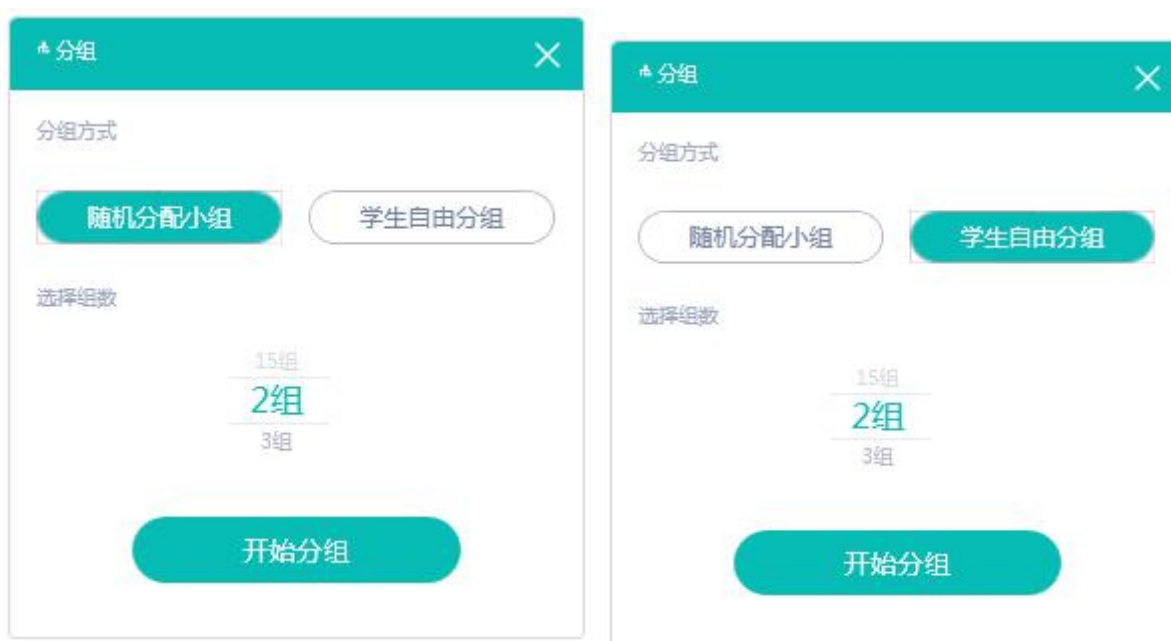 分组
分组方式
随机分配小组 学生自由分组
选择组数
15组
2组
3组
开始分组
分组
分组方式
随机分配小组 学生自由分组
选择组数
15组
2组
3组
开始分组